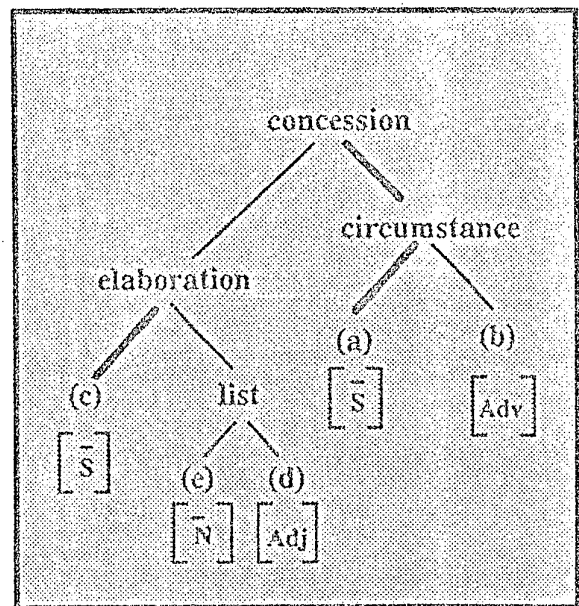 concession
circumstance
elaboration
(a) (b)
(c) list
[S̄] [Adv]
[S̄]
(e) (d)
[N̄] [Adj]